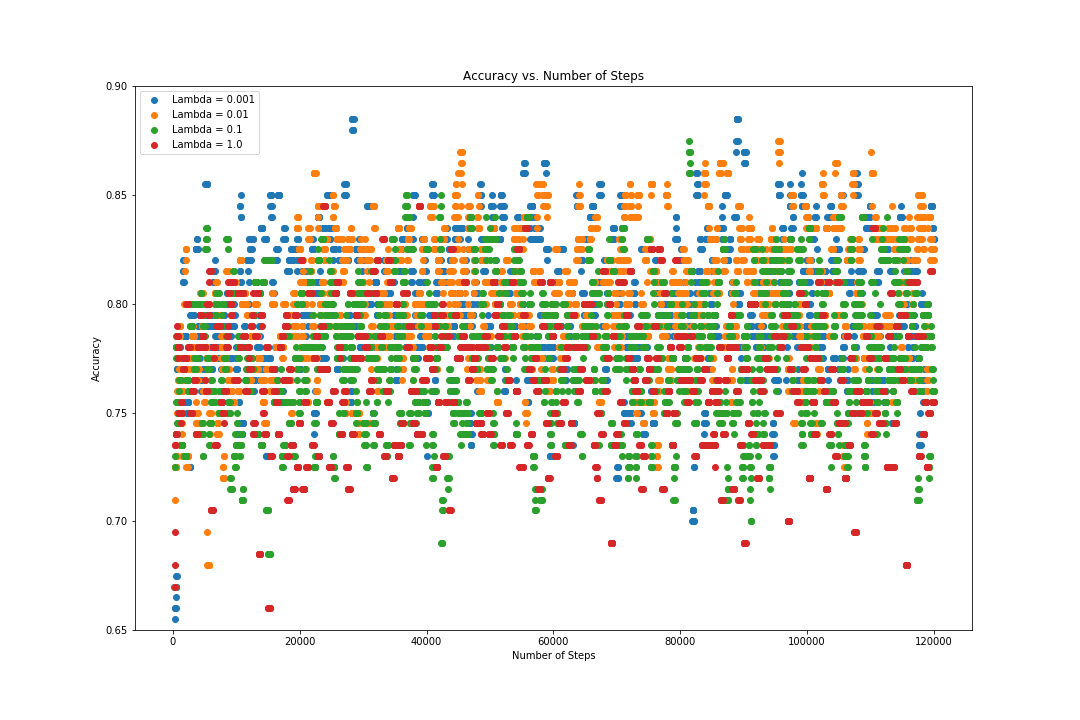 Accuracy vs. Number of Steps
0.90
Lambda = 0.001
Lambda = 0.01
Lambda = 0.1
Lambda = 1.0
0.85
0.80
Accuracy
0.75
0.70
0.65
0 20000 40000 60000 80000 100000 120000
Number of Steps